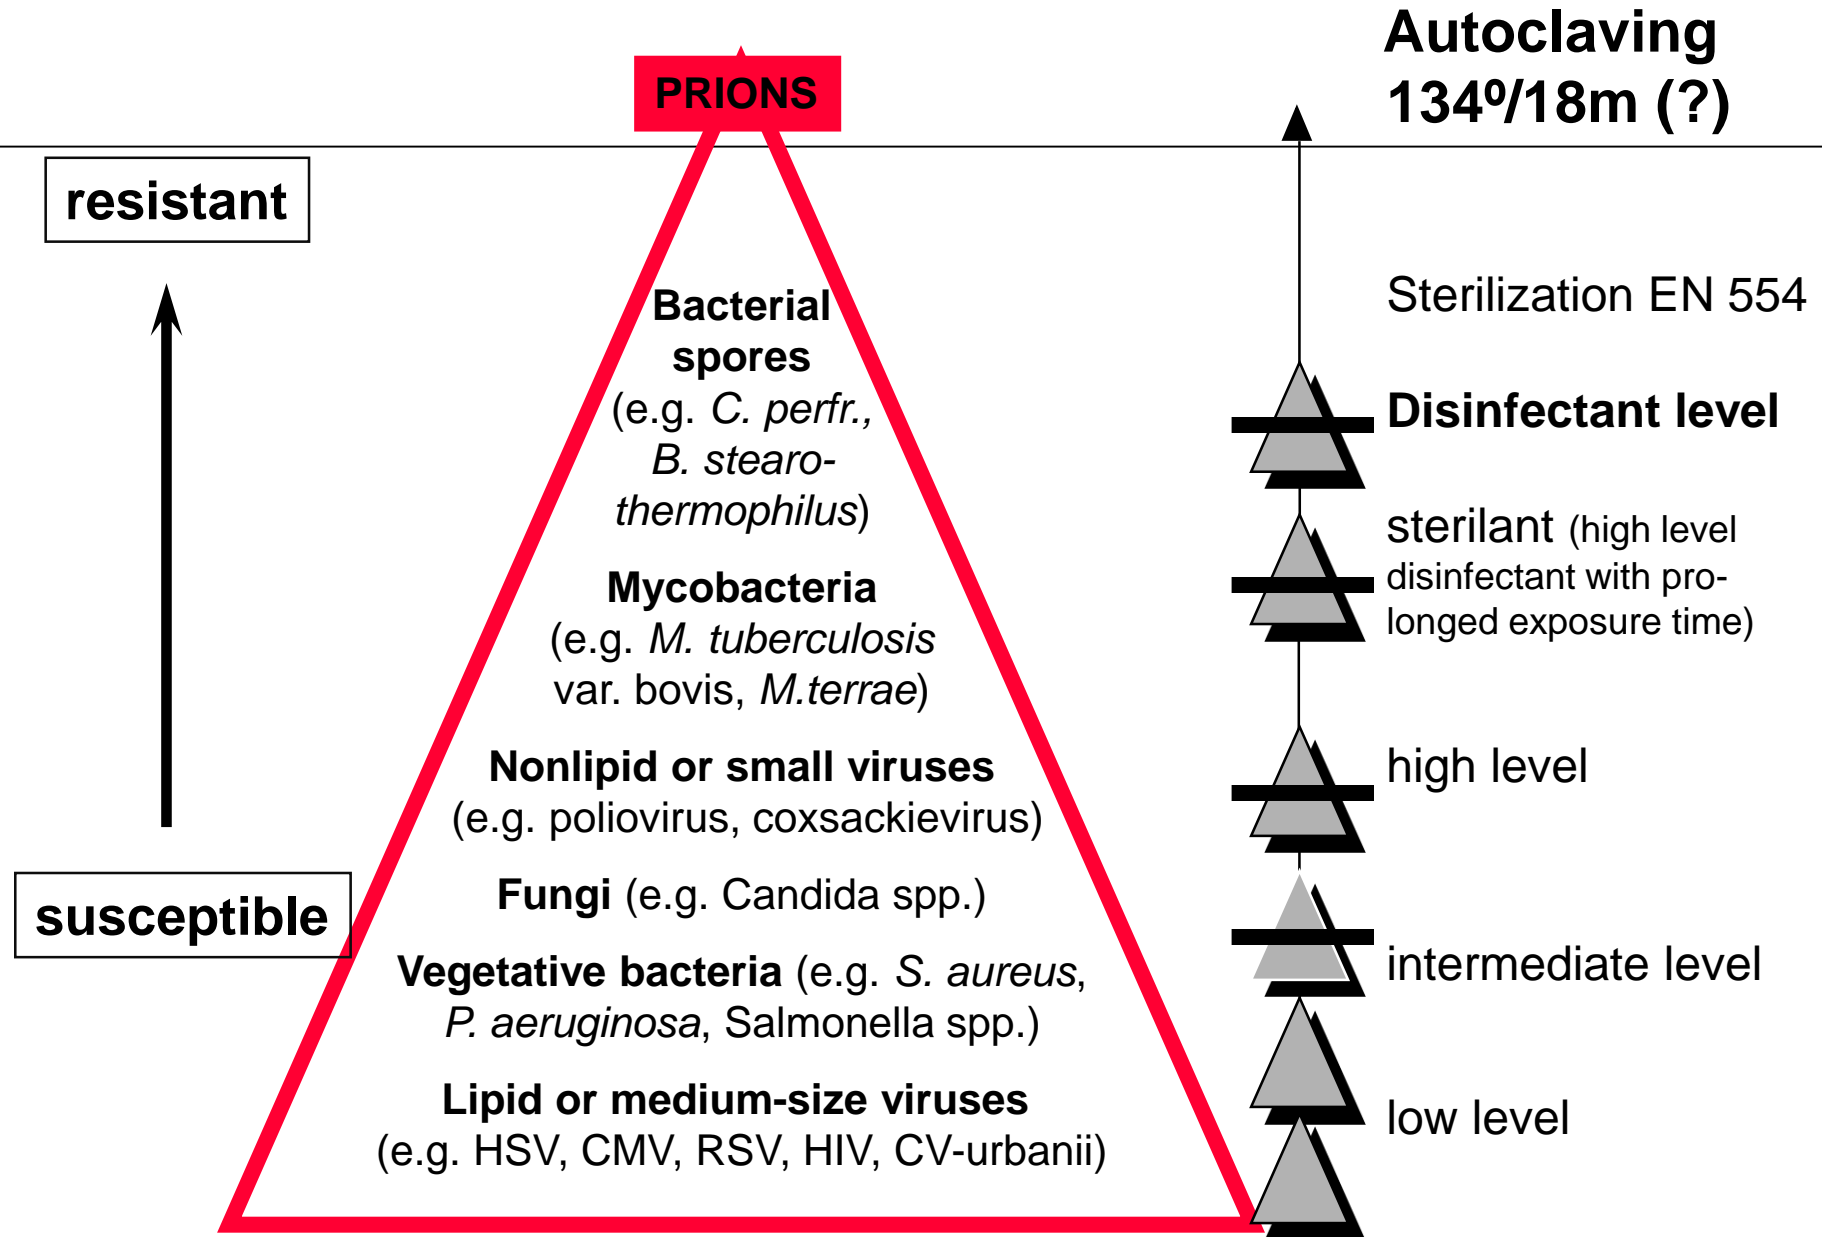 Autoclaving
134º/18m (?)
PRIONS
resistant
susceptible
Bacterial
spores
(e.g. C. perfr.,
B. stearo-
thermophilus)
Mycobacteria
(e.g. M. tuberculosis
var. bovis, M.terrae)
Nonlipid or small viruses
(e.g. poliovirus, coxsackievirus)
Fungi (e.g. Candida spp.)
Vegetative bacteria (e.g. S. aureus,
P. aeruginosa, Salmonella spp.)
Lipid or medium-size viruses
(e.g. HSV, CMV, RSV, HIV, CV-urbanii)
Sterilization EN 554
Disinfectant level
sterilant (high level
disinfectant with pro-
longed exposure time)
high level
intermediate level
low level